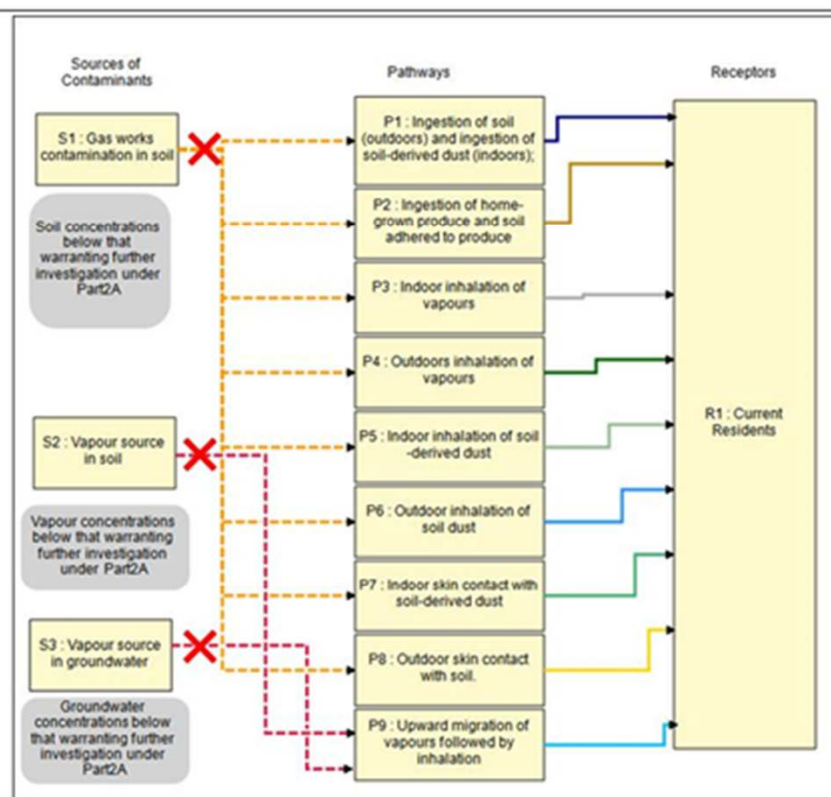 Sources of
Contaminants
Pathways
Receptors
S1 : Gas works
contamination in soil
Soil concentrations
below that
warranting further
investigation under
Part2A
S2 : Vapour source
in soil
Vapour concentrations
below that warranting
further investigation
under Part2A
S3 : Vapour source
in groundwater
Groundwater
concentrations below
that warranting further
investigation under
Part2A
P1 : Ingestion of soil
(outdoors) and ingestion of
soil-derived dust (indoors);
P2 : Ingestion of home-
grown produce and soil
adhered to produce
P3 : Indoor inhalation of
vapours
P4 : Outdoors inhalation of
vapours
P5 : Indoor inhalation of soil
-derived dust
P6 : Outdoor inhalation of
soil dust
P7 : Indoor skin contact with
soil-derived dust
P8 : Outdoor skin contact
with soil.
P9 : Upward migration of
vapours followed by
inhalation
R1 : Current
Residents